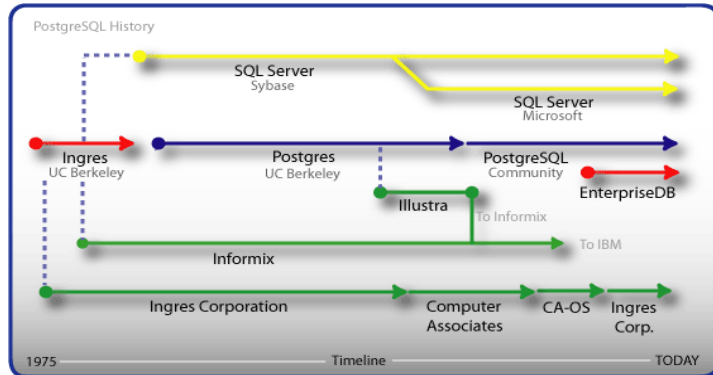 PostgreSQL History
SQL Server
Sybase
SQL Server
Microsoft
Ingres
UC Berkeley
Postgres
UC Berkeley
PostgreSQL
Community
EnterpriseDB
Illustra
To Informix
Informix
To IBM
Ingres Corporation
Computer
Associates
CA-OS
Ingres
Corp.
1975
Timeline
TODAY